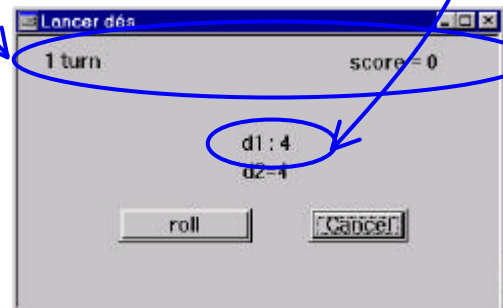 Lancer dés
1 turn score = 0
d1 : 4
d2=4
roll Cancel